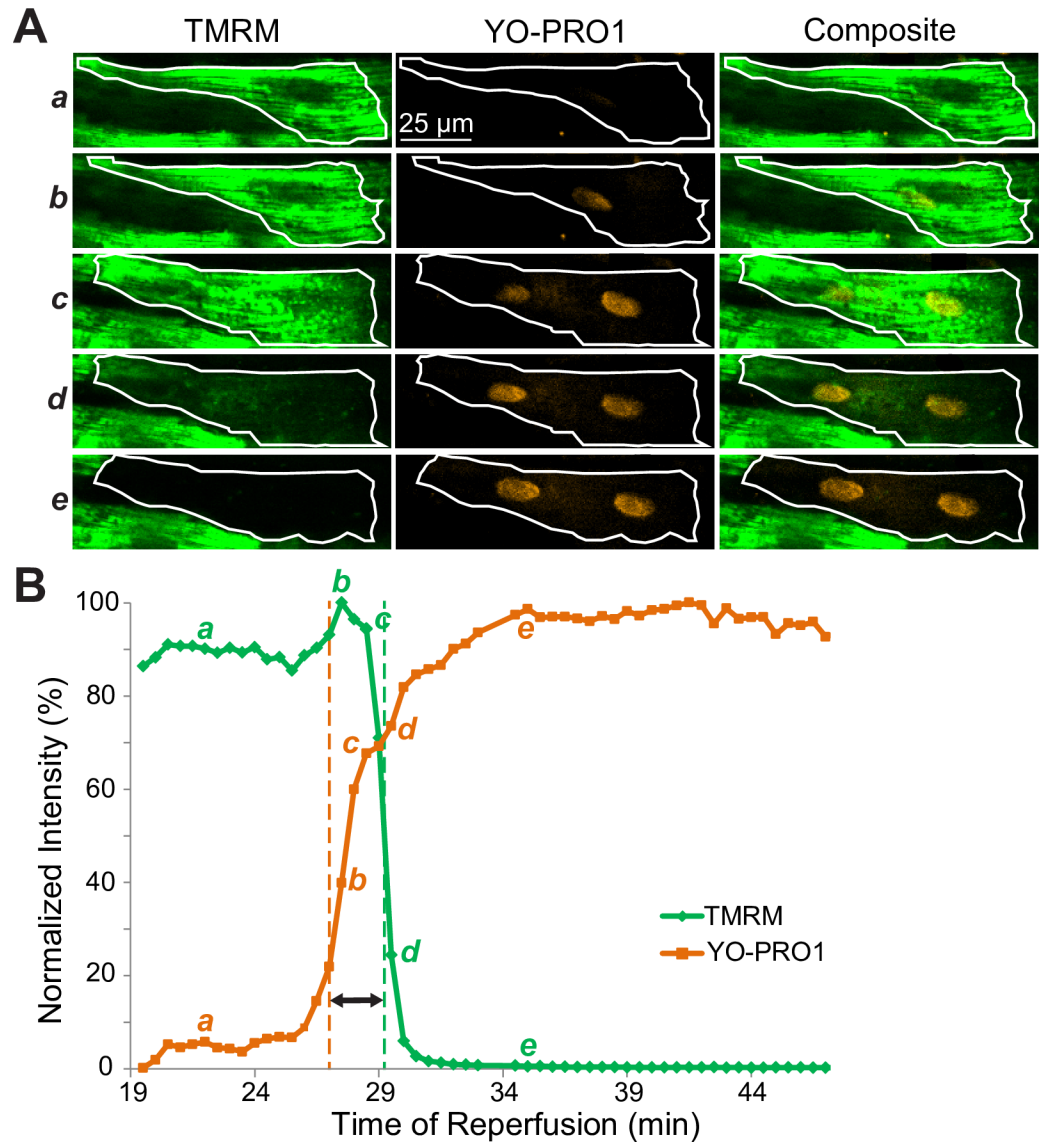 A
TMRM YO-PRO1 Composite
a
25 µm
b
c
d
e
B
Normalized Intensity (%)
100
80
60
40
20
0
a
b
c
d
e
a
b
c
d
e
TMRM
YO-PRO1
19 24 29 34 39 44
Time of Reperfusion (min)